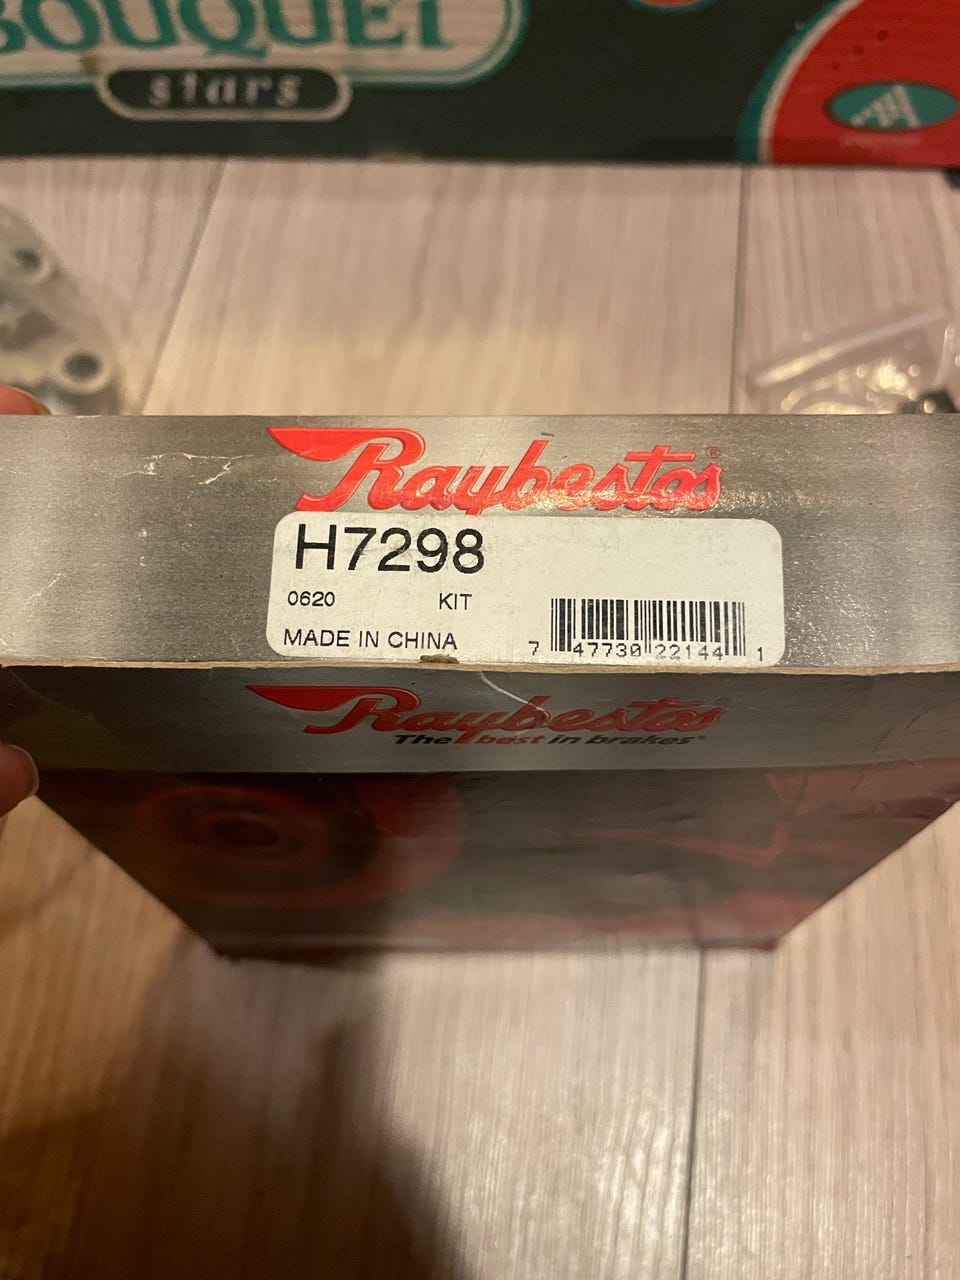 BOUQUET
stars
Raybestos®
H7298
0620 KIT
MADE IN CHINA
7 47730 22144 1
Raybestos
The best in brakes®